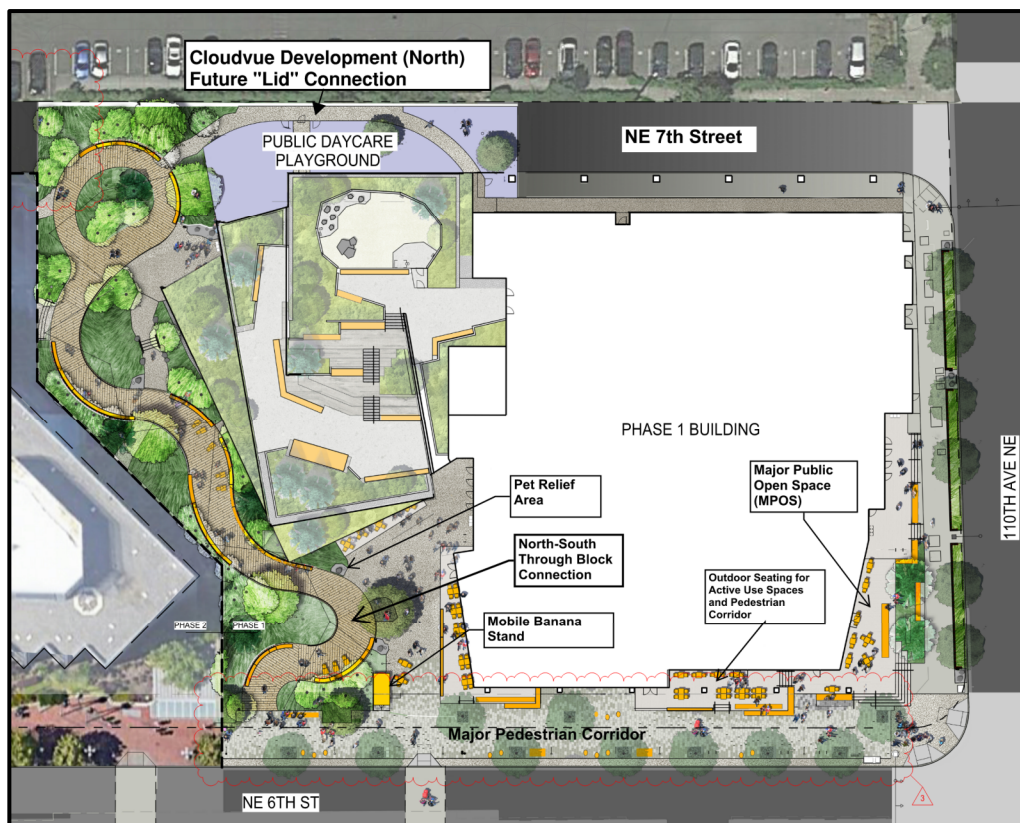 Cloudvue Development (North)
Future "Lid" Connection
PUBLIC DAYCARE
PLAYGROUND
NE 7th Street
PHASE 1 BUILDING
110TH AVE NE
Pet Relief
Area
Major Public
Open Space
(MPOS)
North-South
Through Block
Connection
Outdoor Seating for
Active Use Spaces
and Pedestrian
Corridor
Mobile Banana
Stand
PHASE 2
PHASE 1
Major Pedestrian Corridor
NE 6TH ST
3